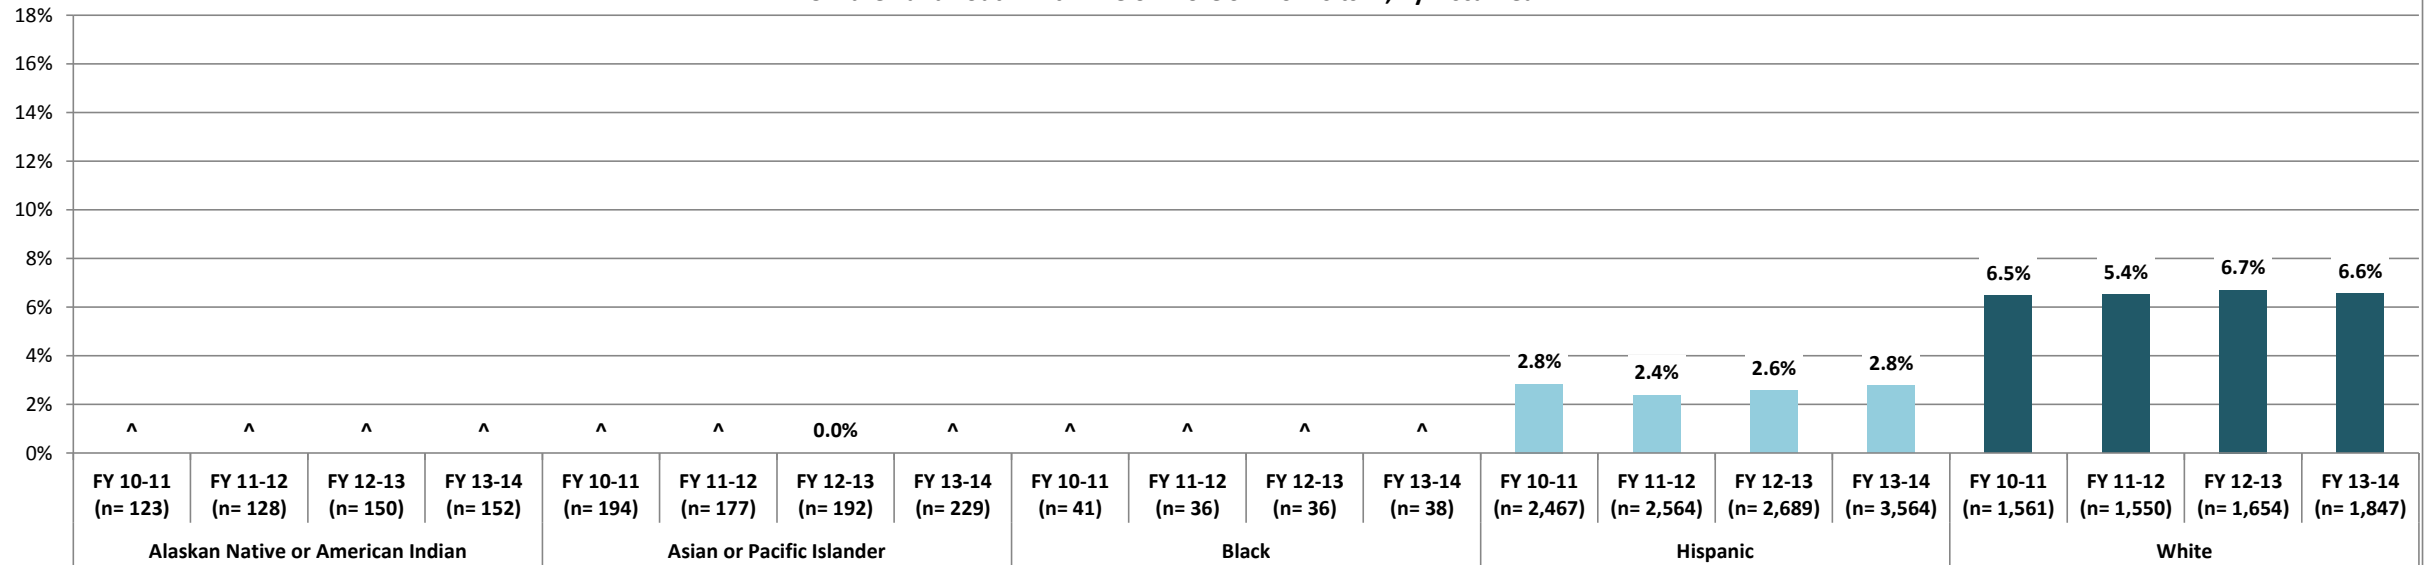 18%
16%
14%
12%
10%
8%
6%
4%
2%
0%
^ ^ ^ ^ ^ ^ 0.0% ^ ^ ^ ^ ^ 2.8% 2.4% 2.6% 2.8% 6.5% 5.4% 6.7% 6.6%
FY 10-11 FY 11-12 FY 12-13 FY 13-14 FY 10-11 FY 11-12 FY 12-13 FY 13-14 FY 10-11 FY 11-12 FY 12-13 FY 13-14 FY 10-11 FY 11-12 FY 12-13 FY 13-14 FY 10-11 FY 11-12 FY 12-13 FY 13-14
(n= 123) (n= 128) (n= 150) (n= 152) (n= 194) (n= 177) (n= 192) (n= 229) (n= 41) (n= 36) (n= 36) (n= 38) (n= 2,467) (n= 2,564) (n= 2,689) (n= 3,564) (n= 1,561) (n= 1,550) (n= 1,654) (n= 1,847)
Alaskan Native or American Indian Asian or Pacific Islander Black Hispanic White